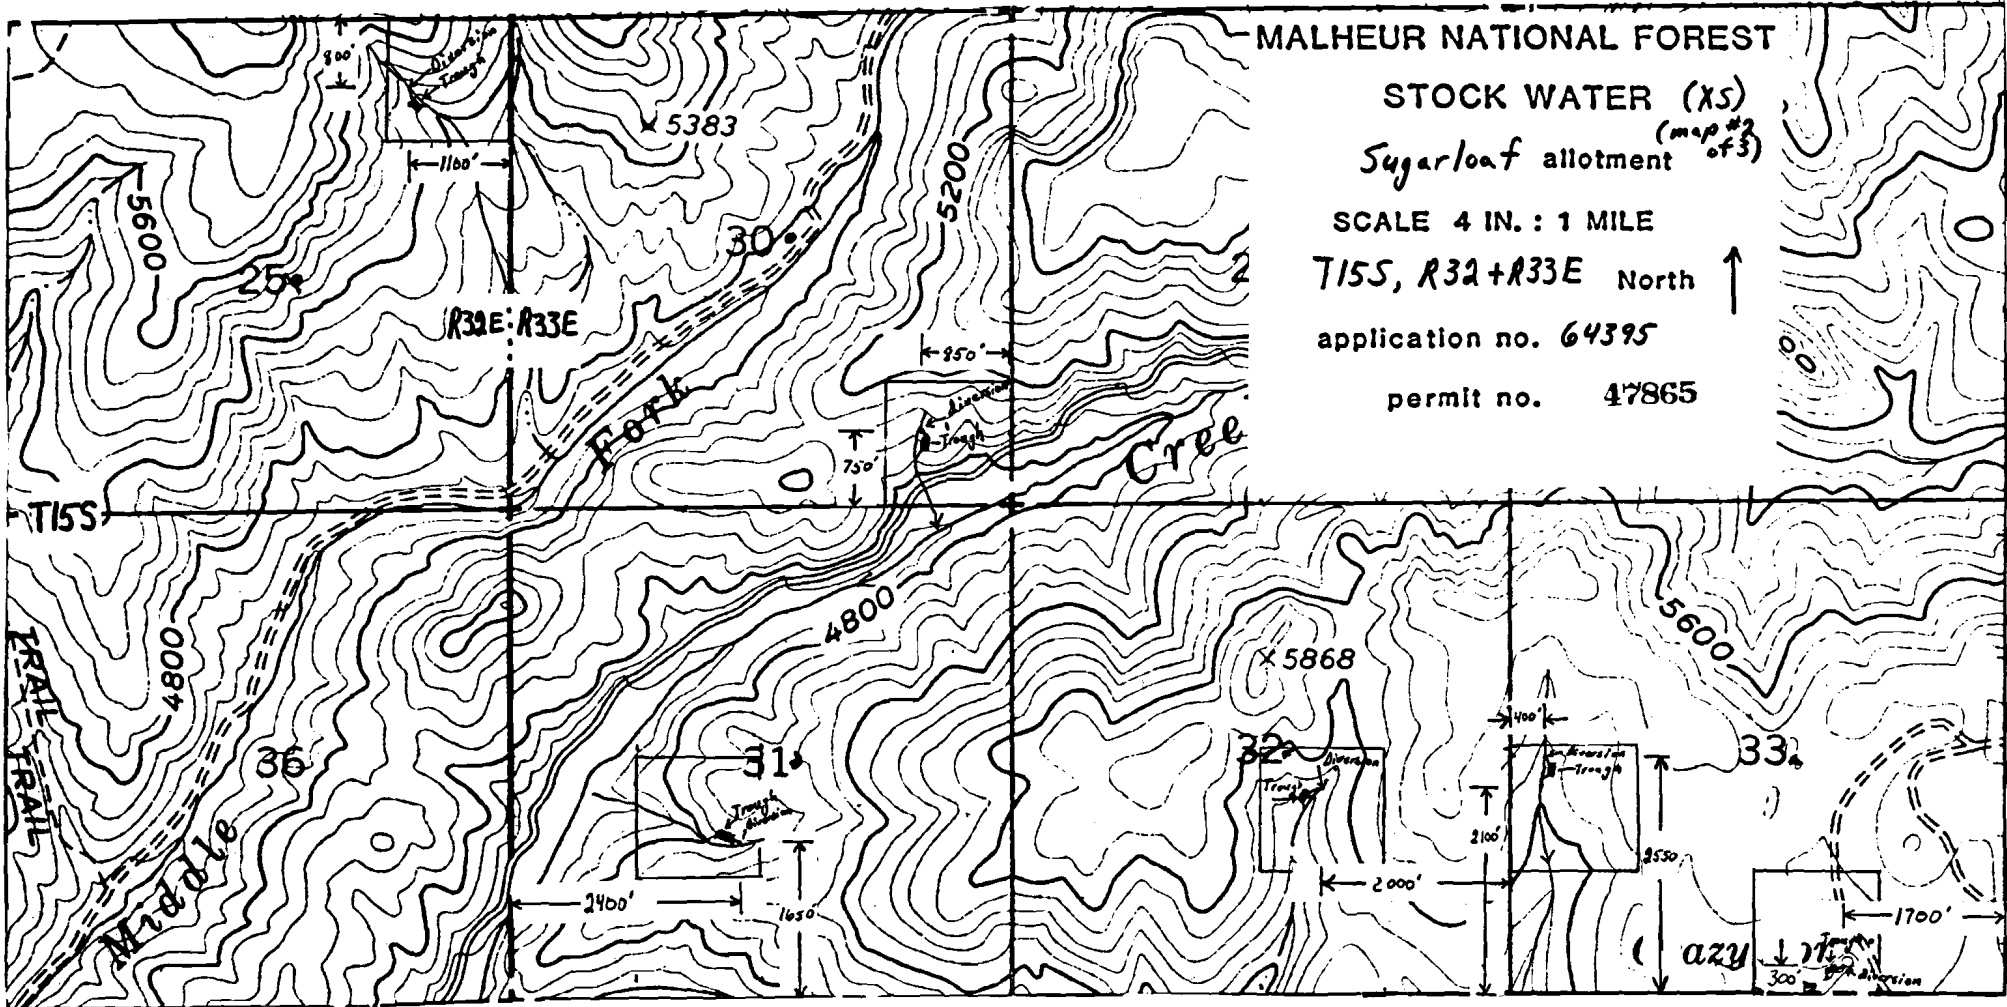 MALHEUR NATIONAL FOREST
STOCK WATER (XS)
(map #2
of 3)
Sugarloaf allotment
SCALE 4 IN. : 1 MILE
T15S, R32+R33E North
application no. 64395
permit no. 47865
800'
Diversion
Trough
1100'
5383
5600
25
R32E R33E
30
5200
Fork
850'
diversion
Trough
750'
Cree
T15S
4800
TRAIL
TRAIL
36
Middle
4800
31
Trough
diversion
2400'
1650'
5868
32
Diversion
Trough
2000'
2100'
400'
diversion
Trough
2550
5600
33
1700'
azy
300'
diversion